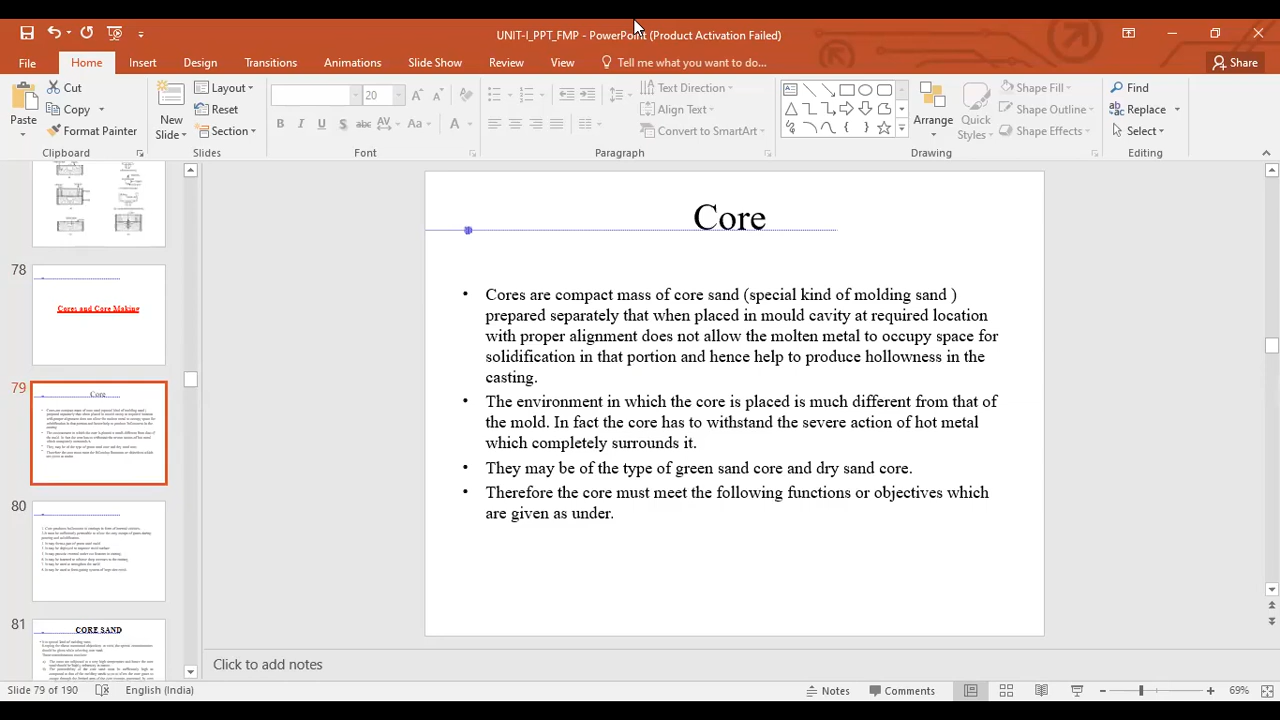 UNIT-I_PPT_FMP - PowerPoint (Product Activation Failed)
File Home Insert Design Transitions Animations Slide Show Review View Tell me what you want to do... Share
Paste Cut Copy Format Painter
Clipboard
New Slide Layout Reset Section
Slides
20
Font
Text Direction Align Text Convert to SmartArt
Paragraph
Arrange Quick Styles Shape Fill Shape Outline Shape Effects
Drawing
Find Replace Select
Editing
78
Cores and Core Making
79
Core
80
81
CORE SAND
Core
• Cores are compact mass of core sand (special kind of molding sand )
prepared separately that when placed in mould cavity at required location
with proper alignment does not allow the molten metal to occupy space for
solidification in that portion and hence help to produce hollowness in the
casting.
• The environment in which the core is placed is much different from that of
the mold. In fact the core has to withstand the severe action of hot metal
which completely surrounds it.
• They may be of the type of green sand core and dry sand core.
• Therefore the core must meet the following functions or objectives which
are given as under.
Click to add notes
Slide 79 of 190 English (India) Notes Comments 69%